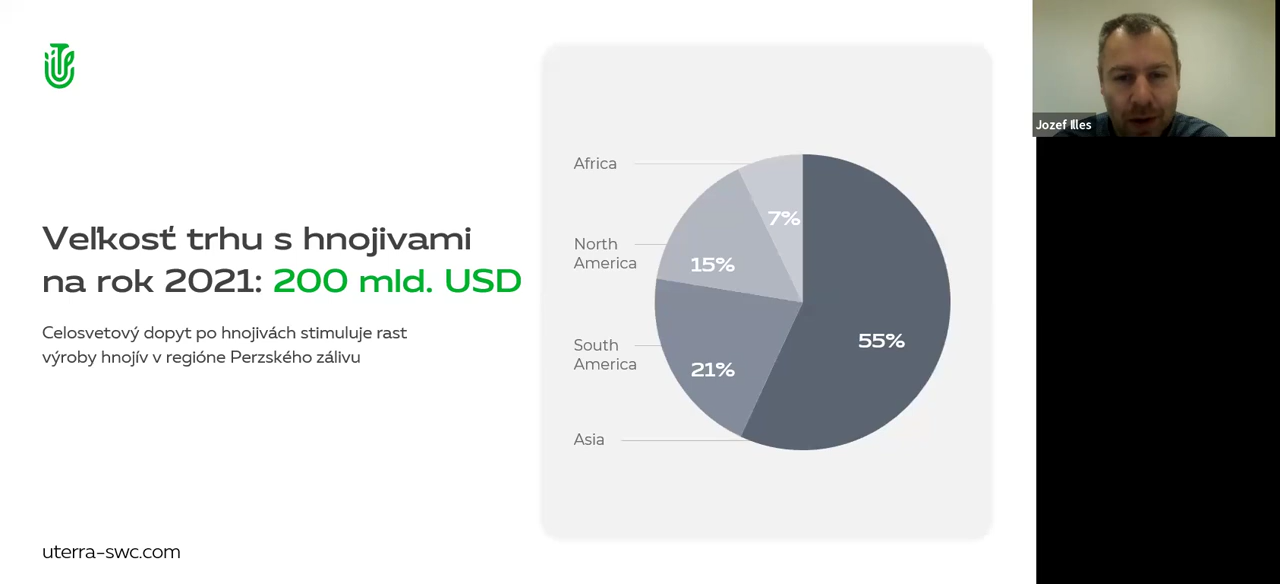 Veľkosť trhu s hnojivami
na rok 2021: 200 mld. USD
Celosvetový dopyt po hnojivách stimuluje rast
výroby hnojív v regióne Perzského zálivu
uterra-swc.com
Africa
7%
North
America
15%
South
America
21%
55%
Asia
Jozef Illes